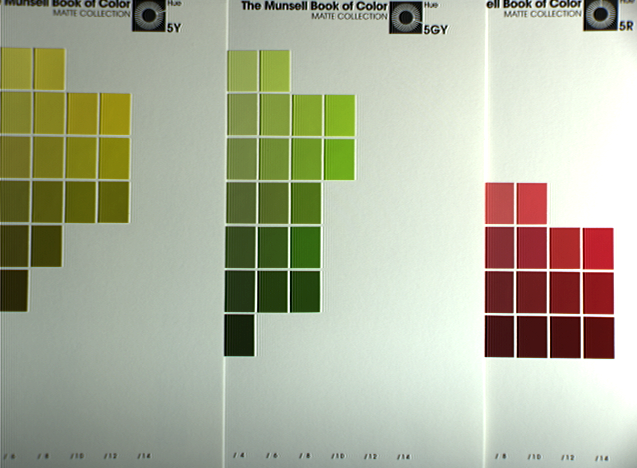 Munsell Book of Color
MATTE COLLECTION
Hue
5Y
The Munsell Book of Color
MATTE COLLECTION
Hue
5GY
ell Book of Color
MATTE COLLECTION
Hue
5R
/6 /8 /10 /12 /14
/4 /6 /8 /10 /12 /14
/8 /10 /12 /14